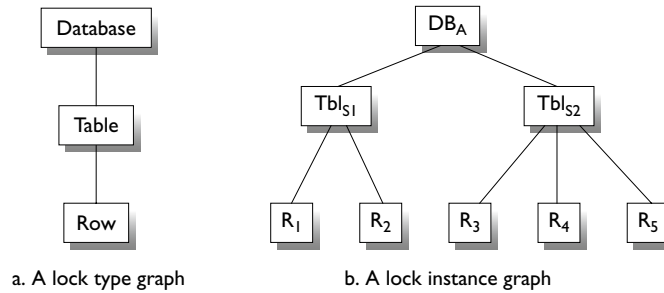 Database
Table
Row
a. A lock type graph
DB_A
Tbl_S1
Tbl_S2
R_1
R_2
R_3
R_4
R_5
b. A lock instance graph